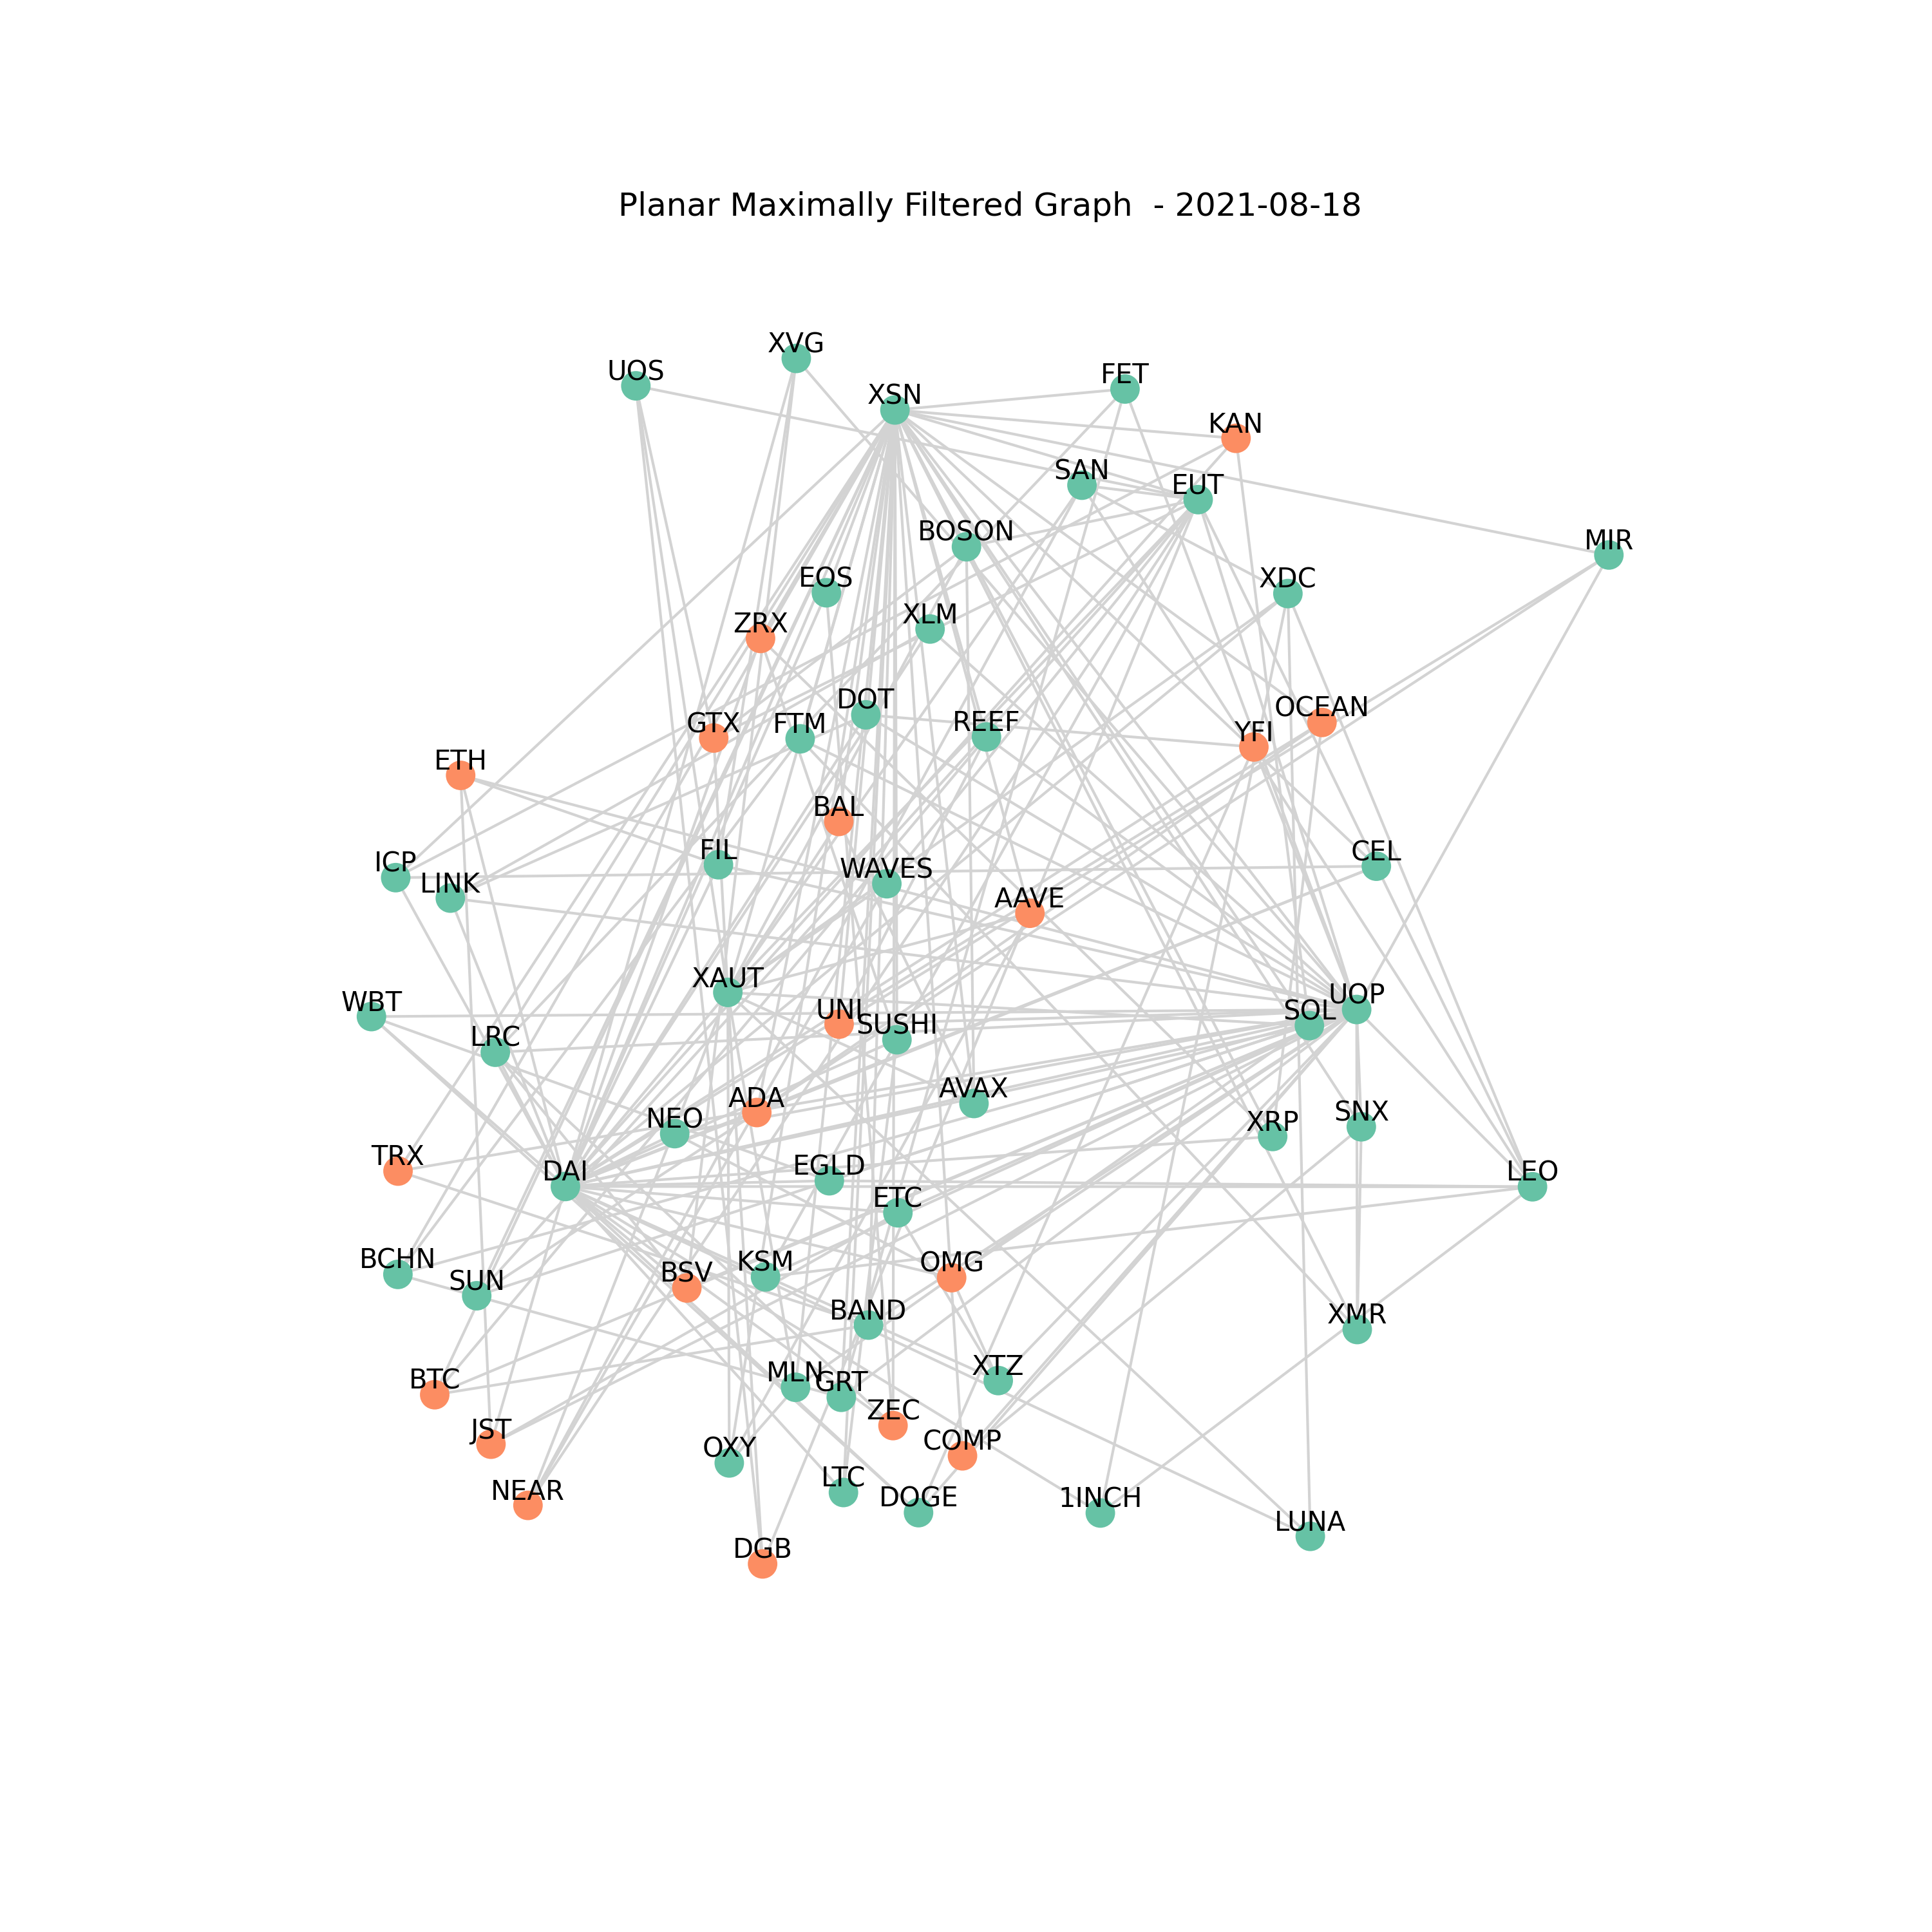 Planar Maximally Filtered Graph  - 2021-08-18
XVG
UOS
FET
XSN
KAN
SAN
EUT
BOSON
MIR
EOS
XDC
XLM
ZRX
DOT
OCEAN
GTX
FTM
REEF
YFI
ETH
BAL
FIL
CEL
ICP
WAVES
LINK
AAVE
XAUT
UOP
WBT
UNI
SOL
SUSHI
LRC
AVAX
ADA
SNX
NEO
XRP
TRX
EGLD
DAI
LEO
ETC
BCHN
KSM
OMG
BSV
SUN
BAND
XMR
XTZ
MLN
BTC
GRT
ZEC
JST
COMP
OXY
LTC
NEAR
DOGE
1INCH
LUNA
DGB